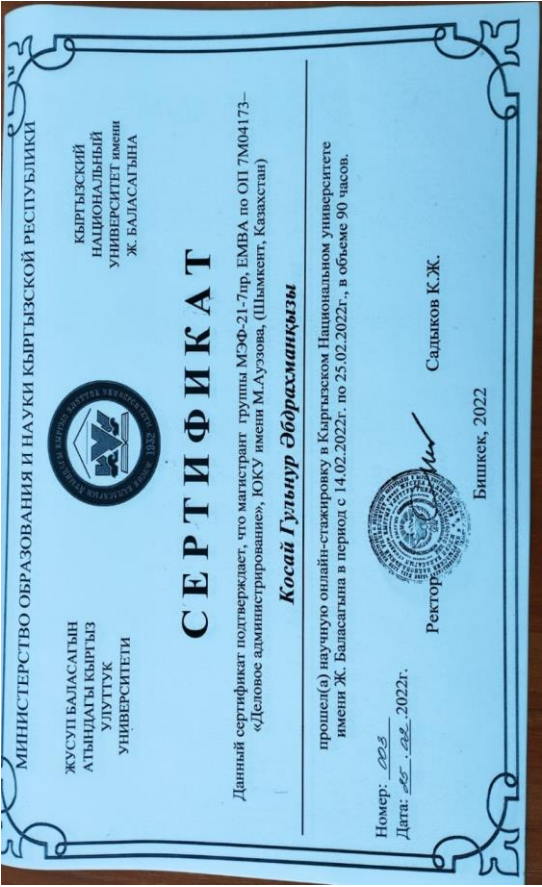 МИНИСТЕРСТВО ОБРАЗОВАНИЯ И НАУКИ КЫРГЫЗСКОЙ РЕСПУБЛИКИ
ЖУСУП БАЛАСАГЫН
АТЫНДАГЫ КЫРГЫЗ
УЛУТТУК
УНИВЕРСИТЕТИ
1932
КЫРГЫЗСКИЙ
НАЦИОНАЛЬНЫЙ
УНИВЕРСИТЕТ имени
Ж. БАЛАСАГЫНА
СЕРТИФИКАТ
Данный сертификат подтверждает, что магистрант группы МЭФ-21-7пр, ЕМВА по ОП 7М04173–
«Деловое администрирование», ЮКУ имени М.Ауэзова, (Шымкент, Казахстан)
Косай Гульнур Әбдрахманқызы
прошел(а) научную онлайн-стажировку в Кыргызском Национальном университете
имени Ж. Баласагына в период с 14.02.2022г. по 25.02.2022г., в объеме 90 часов.
Номер: 003
Дата: 25 . 02 .2022г.
Ректор Садыков К.Ж.
Бишкек, 2022